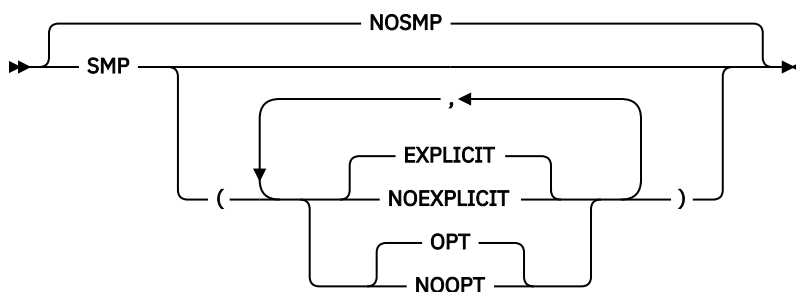 NOSMP
SMP
,
EXPLICIT
( NOEXPLICIT )
OPT
NOOPT